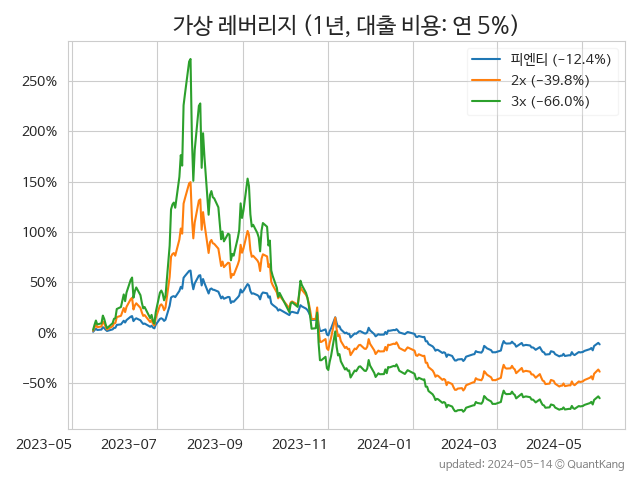 가상 레버리지 (1년, 대출 비용: 연 5%)
피엔티 (-12.4%)
2x (-39.8%)
3x (-66.0%)
250%
200%
150%
100%
50%
0%
-50%
2023-05
2023-07
2023-09
2023-11
2024-01
2024-03
2024-05
updated: 2024-05-14 © QuantKang